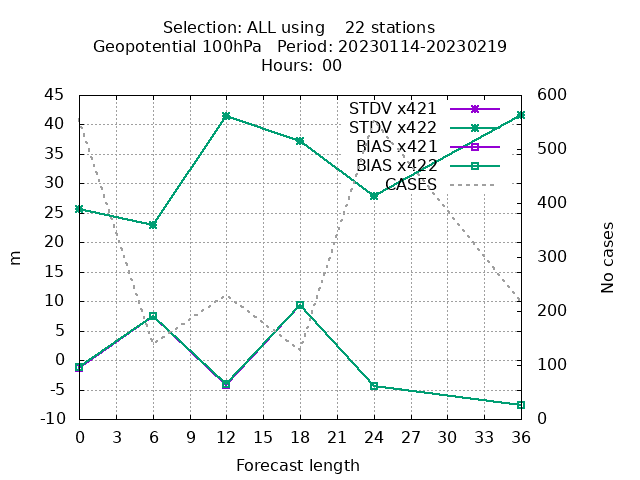 Selection: ALL using    22 stations
Geopotential 100hPa   Period: 20230114-20230219
Hours: 00
45
40
35
30
25
20
15
10
5
0
-5
-10
m
STDV x421
STDV x422
BIAS x421
BIAS x422
CASES
600
500
400
300
200
100
0
No cases
0 3 6 9 12 15 18 21 24 27 30 33 36
Forecast length